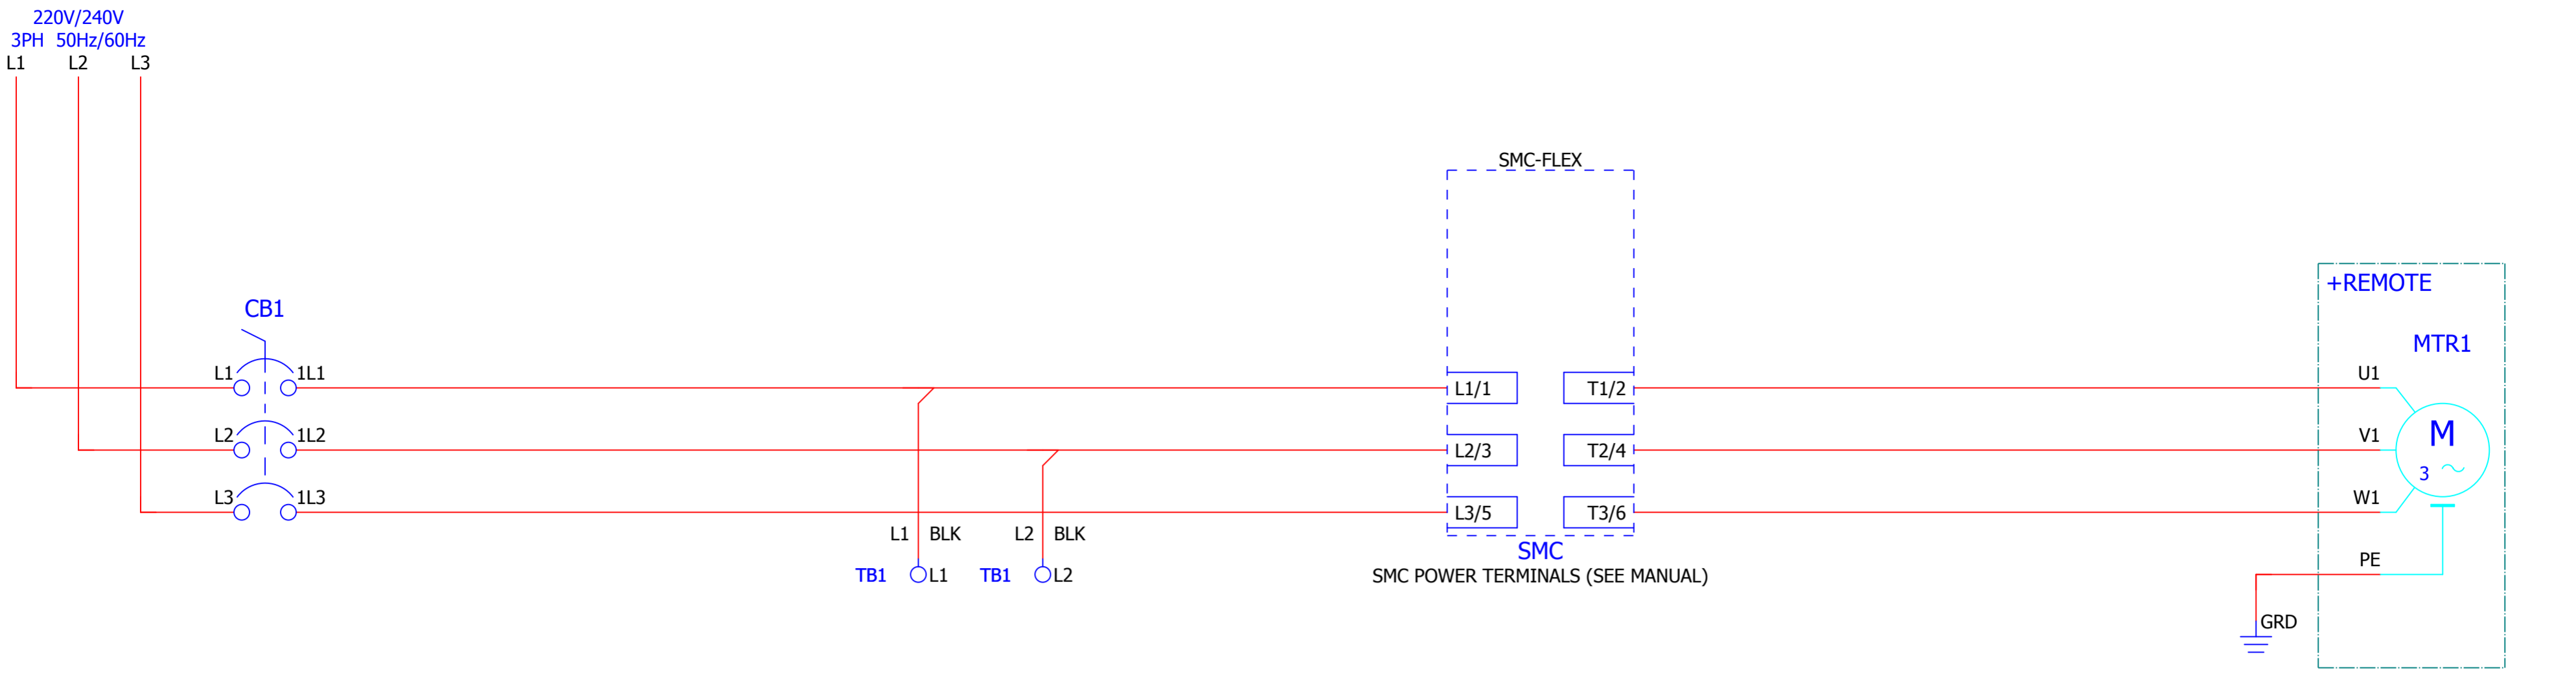 220V/240V
3PH 50Hz/60Hz
L1 L2 L3
SMC-FLEX
+REMOTE
CB1
MTR1
L1 1L1 L1/1 T1/2 U1
L2 1L2 L2/3 T2/4 V1
M
3
L3 1L3 L3/5 T3/6 W1
L1 BLK L2 BLK
SMC
PE
TB1 L1 TB1 L2 SMC POWER TERMINALS (SEE MANUAL)
GRD